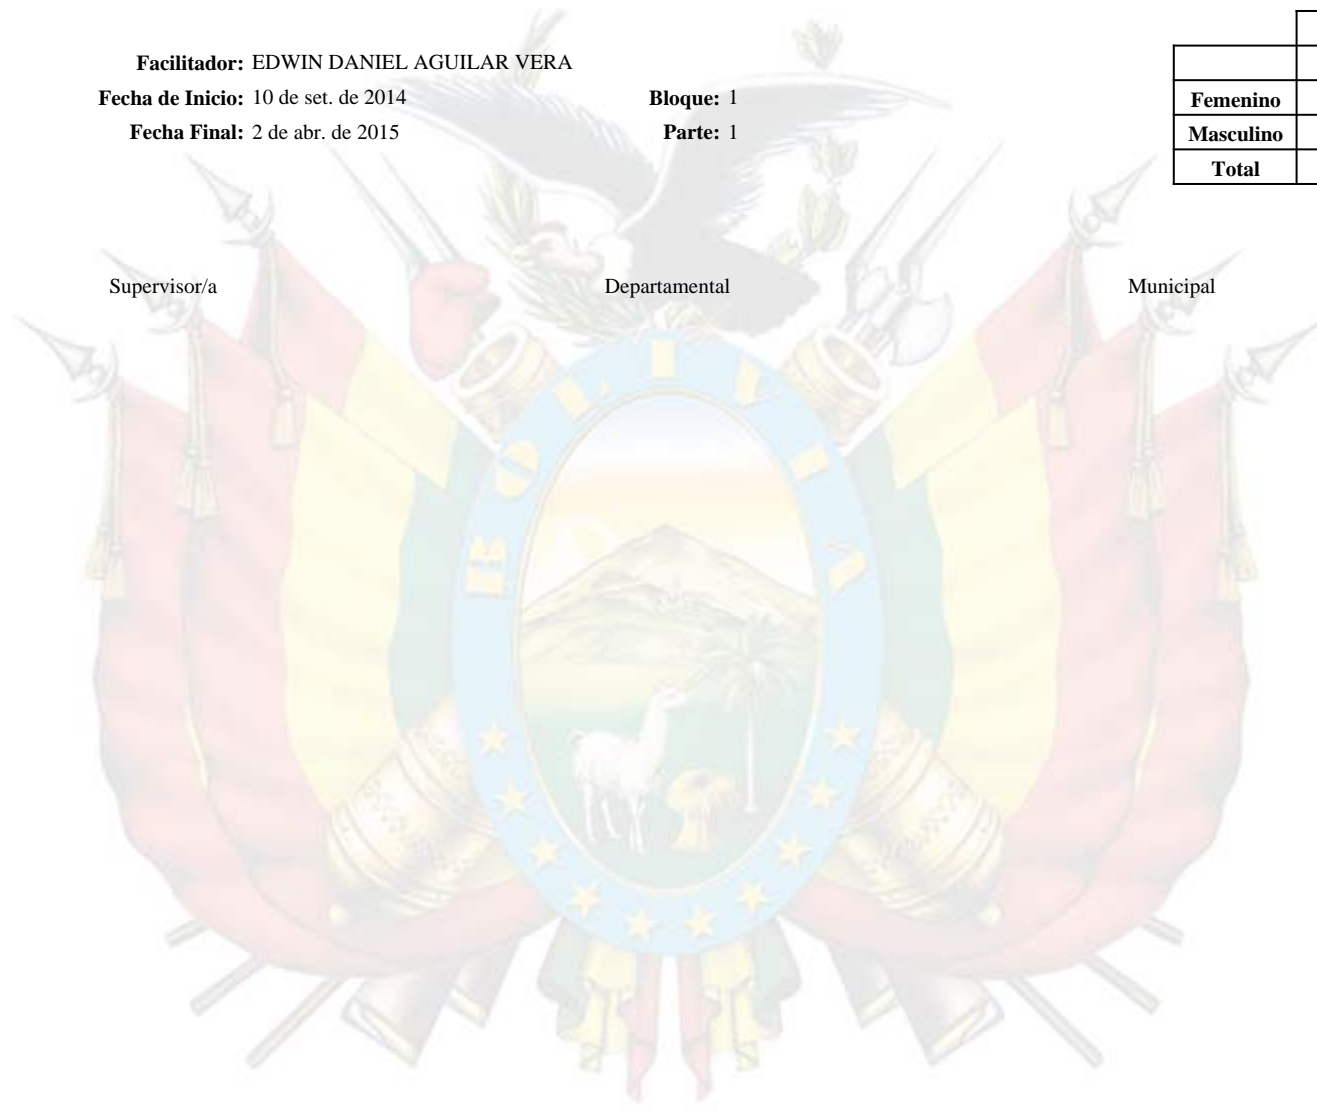 Facilitador: EDWIN DANIEL AGUILAR VERA
Fecha de Inicio: 10 de set. de 2014 Bloque: 1
Femenino
Fecha Final: 2 de abr. de 2015 Parte: 1
Masculino
Total
Supervisor/a Departamental Municipal
BOLIVIA